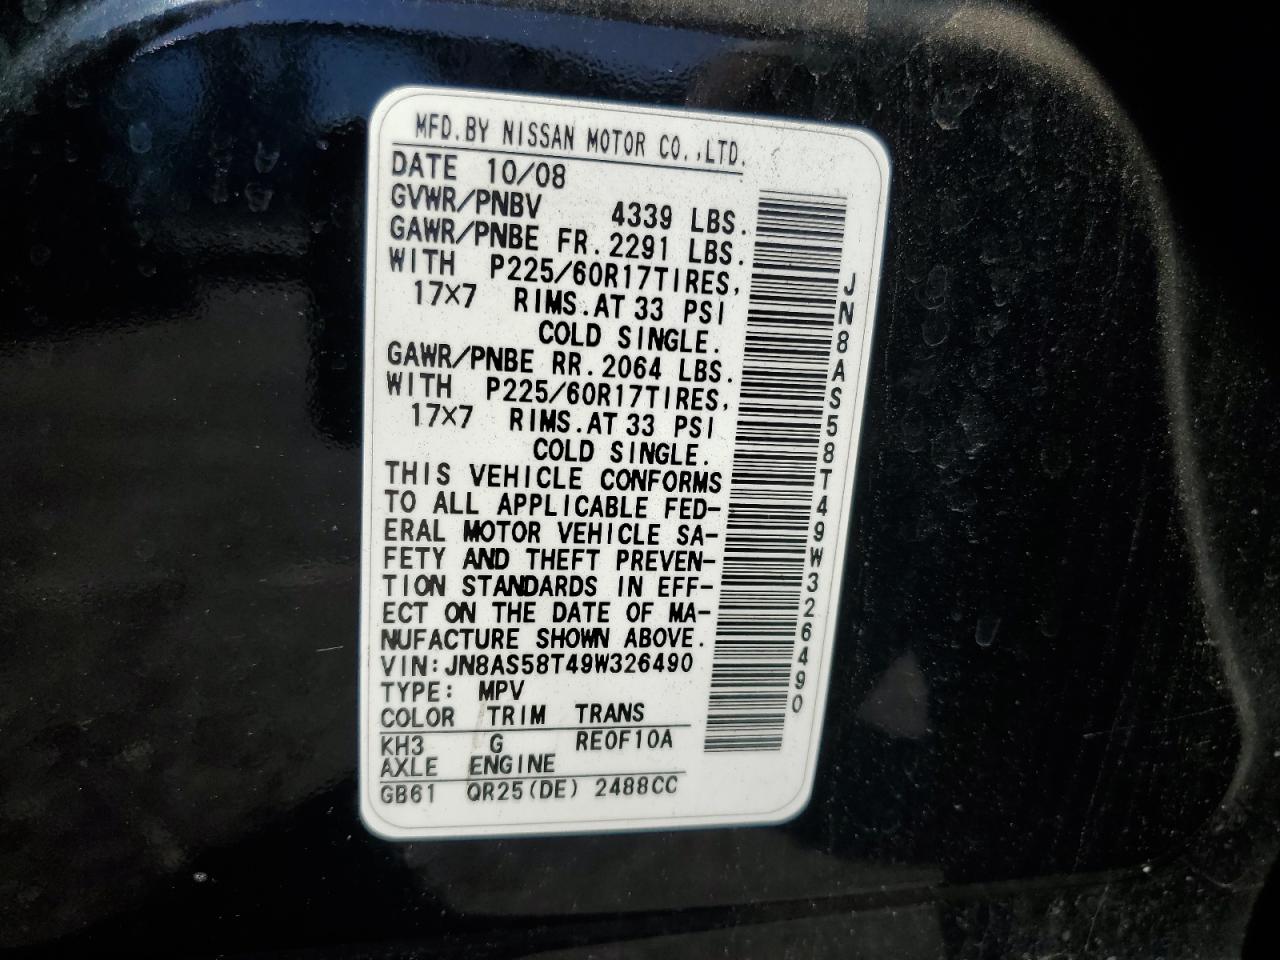 MFD.BY NISSAN MOTOR CO.,LTD.
DATE 10/08
GVWR/PNBV 4339 LBS.
GAWR/PNBE FR.2291 LBS.
WITH P225/60R17TIRES,
17×7 RIMS.AT 33 PSI
COLD SINGLE.
GAWR/PNBE RR.2064 LBS.
WITH P225/60R17TIRES,
17×7 RIMS.AT 33 PSI
COLD SINGLE.
THIS VEHICLE CONFORMS
TO ALL APPLICABLE FED-
ERAL MOTOR VEHICLE SA-
FETY AND THEFT PREVEN-
TION STANDARDS IN EFF-
ECT ON THE DATE OF MA-
NUFACTURE SHOWN ABOVE.
VIN:JN8AS58T49W326490
TYPE: MPV
COLOR TRIM TRANS
KH3 G RE0F10A
AXLE ENGINE
GB61 QR25(DE) 2488CC
JN8AS58T49W326490